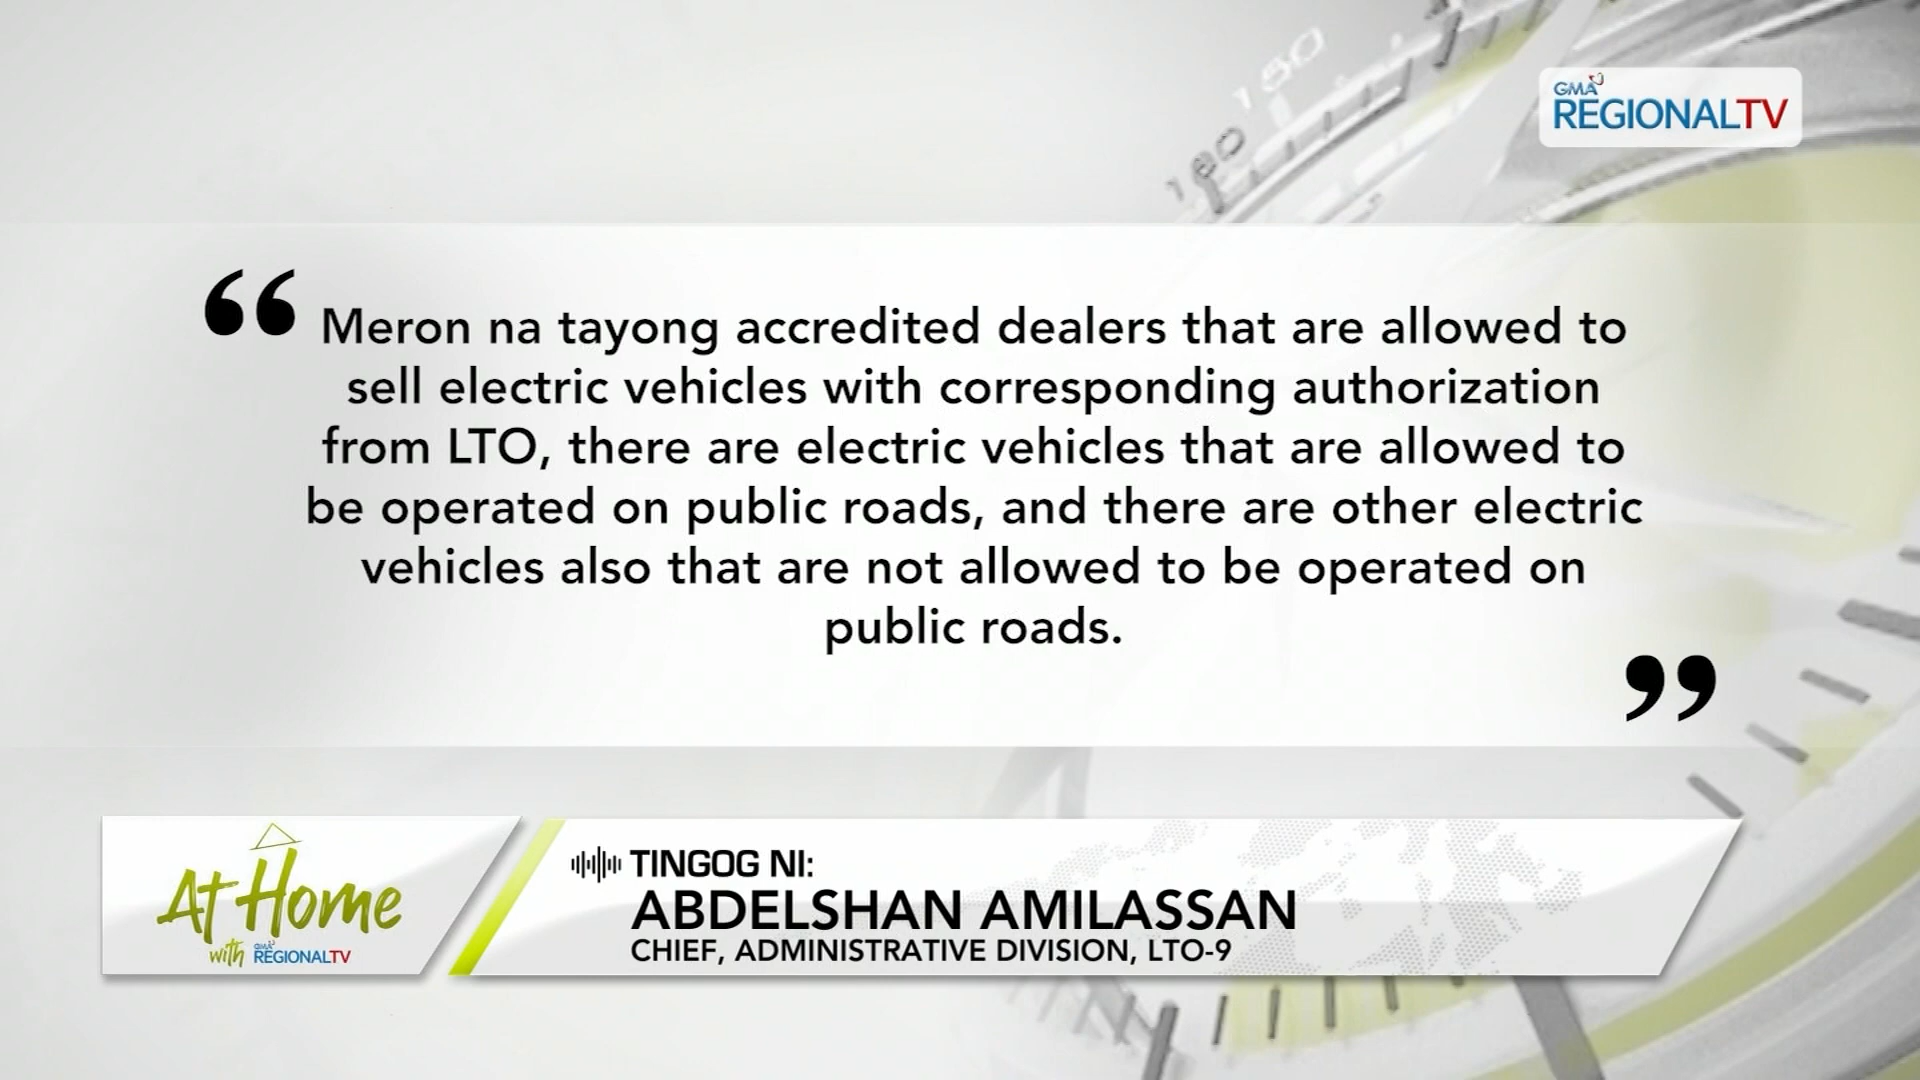 150
180
GMA
REGIONALTV
“ Meron na tayong accredited dealers that are allowed to
sell electric vehicles with corresponding authorization
from LTO, there are electric vehicles that are allowed to
be operated on public roads, and there are other electric
vehicles also that are not allowed to be operated on
public roads.
”
At Home
with GMA REGIONALTV
TINGOG NI:
ABDELSHAN AMILASSAN
CHIEF, ADMINISTRATIVE DIVISION, LTO-9